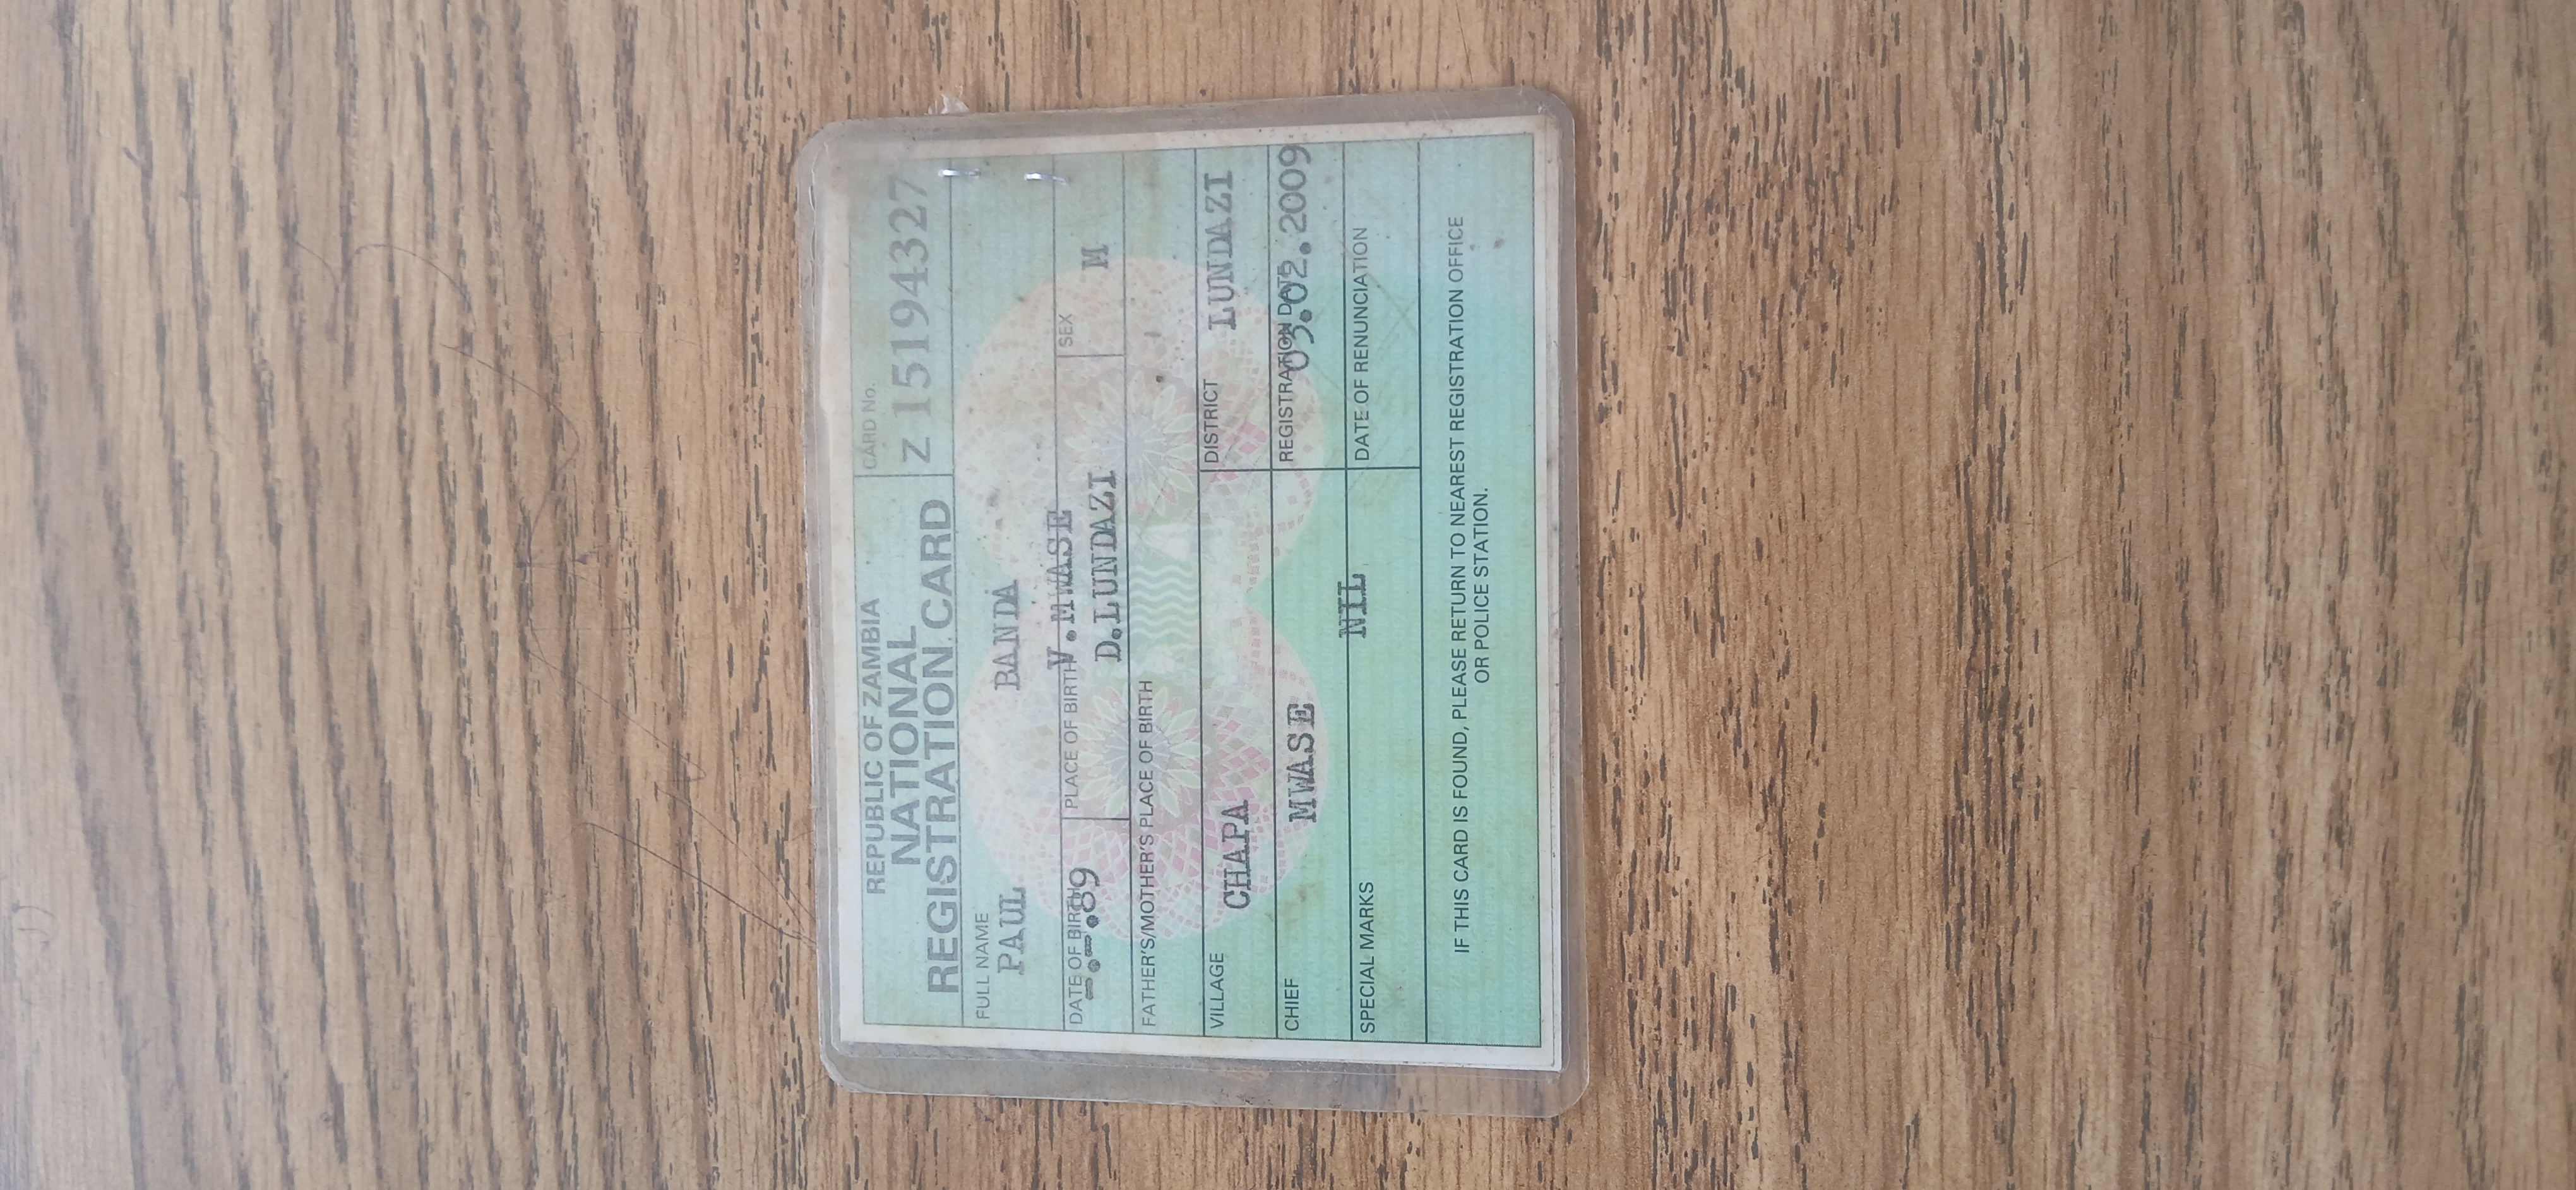 REPUBLIC OF ZAMBIA
NATIONAL
REGISTRATION CARD
CARD No.
Z 15194327
FULL NAME
PAUL BANDA
DATE OF BIRTH
-.-.89
PLACE OF BIRTH
V.MWASE
D.LUNDAZI
SEX
M
FATHER'S/MOTHER'S PLACE OF BIRTH
VILLAGE
CHAPA
DISTRICT
LUNDAZI
CHIEF
MWASE
REGISTRATION DATE
03.02.2009
SPECIAL MARKS
NIL
DATE OF RENUNCIATION
IF THIS CARD IS FOUND, PLEASE RETURN TO NEAREST REGISTRATION OFFICE
OR POLICE STATION.